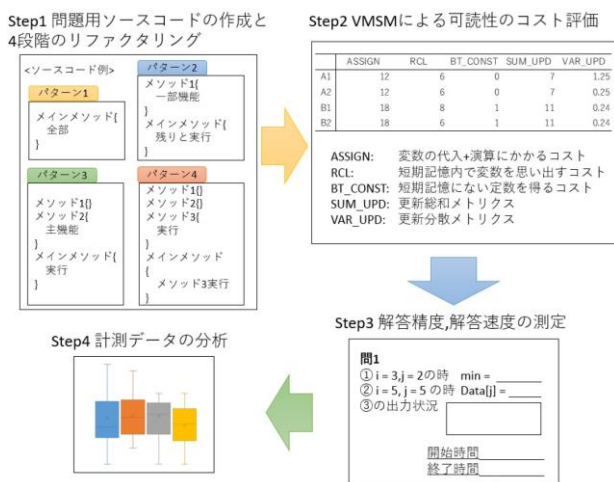 Step1 問題用ソースコードの作成と
4段階のリファクタリング
<ソースコード例>
パターン1
メインメソッド{
全部
}
パターン2
メソッド1{
一部機能
}
メインメソッド{
残りと実行
}
パターン3
メソッド1{}
メソッド2{
主機能
}
メインメソッド{
実行
}
パターン4
メソッド1{}
メソッド2{}
メソッド3{
実行
}
メインメソッド
{
メソッド3実行
}
Step2 VMSMによる可読性のコスト評価
ASSIGN RCL BT_CONST SUM_UPD VAR_UPD
A1 12 6 0 7 1.25
A2 12 6 0 7 0.25
B1 18 8 1 11 0.24
B2 18 6 1 11 0.24
ASSIGN: 変数の代入+演算にかかるコスト
RCL: 短期記憶内で変数を思い出すコスト
BT_CONST: 短期記憶にない定数を得るコスト
SUM_UPD: 更新総和メトリクス
VAR_UPD: 更新分散メトリクス
Step3 解答精度,解答速度の測定
問1
① i = 3,j = 2の時 min = ______
② i = 5, j = 5 の時 Data[j] = ______
③の出力状況
開始時間______
終了時間______
Step4 計測データの分析